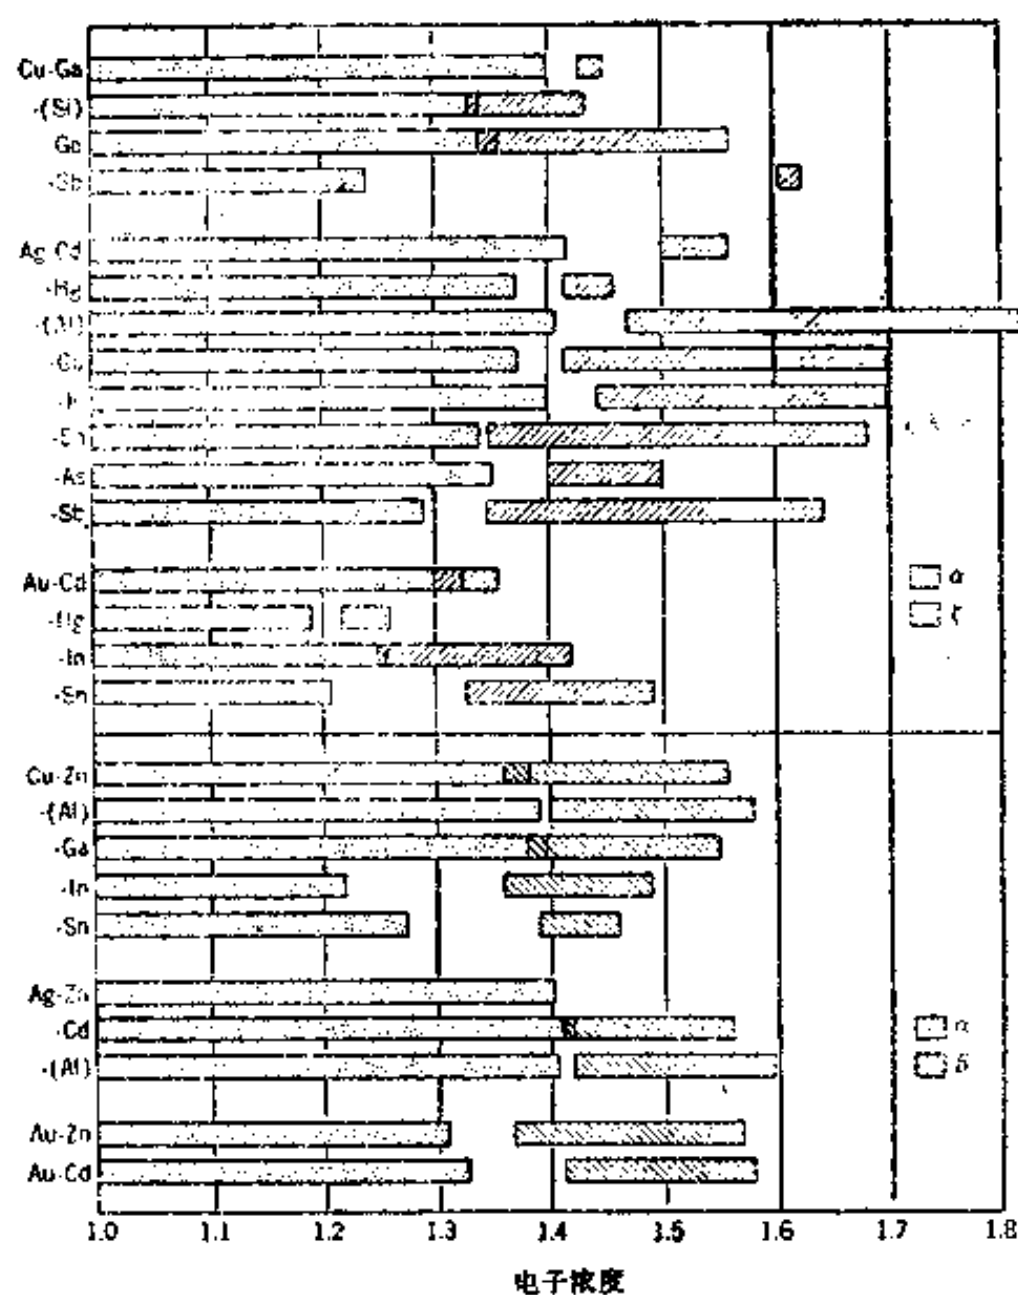 Cu-Ga
-(Si)
Ge
-Sb
Ag-Cd
-Hg
-(Al)
-In
-Sn
-As
-Sb
Au-Cd
-Hg
-In
-Sn
α
ζ
Cu-Zn
-(Al)
-Ga
-In
-Sn
Ag-Zn
-Cd
-(Al)
α
δ
Au-Zn
Au-Cd
1.0 1.1 1.2 1.3 1.4 1.5 1.6 1.7 1.8
电子浓度